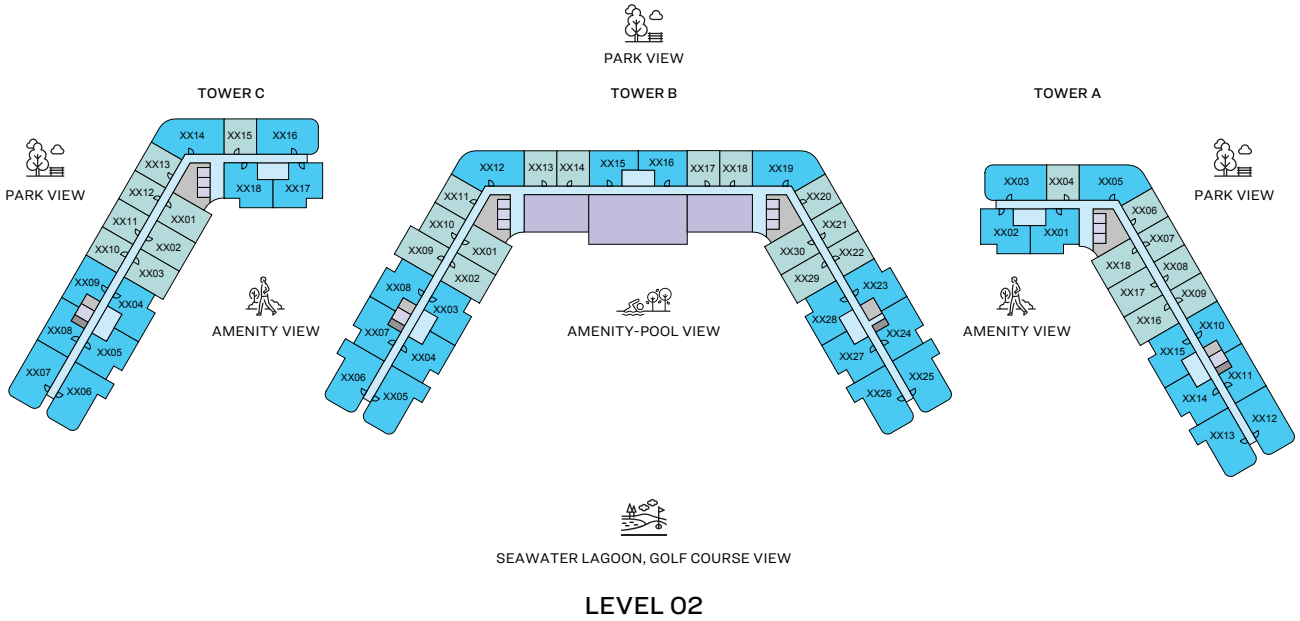 PARK VIEW
TOWER C
TOWER B
TOWER A
XX14
XX15
XX16
XX13
XX12
XX11
XX10
XX01
XX02
XX03
XX18
XX17
XX09
XX08
XX07
XX04
XX05
XX06
PARK VIEW
AMENITY VIEW
XX12
XX13
XX14
XX15
XX16
XX17
XX18
XX19
XX11
XX10
XX09
XX01
XX02
XX08
XX07
XX06
XX03
XX04
XX05
XX20
XX21
XX22
XX30
XX29
XX23
XX24
XX25
XX28
XX27
XX26
AMENITY-POOL VIEW
XX03
XX04
XX05
XX02
XX01
XX06
XX07
XX08
XX09
XX18
XX17
XX16
XX10
XX11
XX12
XX15
XX14
XX13
AMENITY VIEW
PARK VIEW
SEAWATER LAGOON, GOLF COURSE VIEW
LEVEL 02